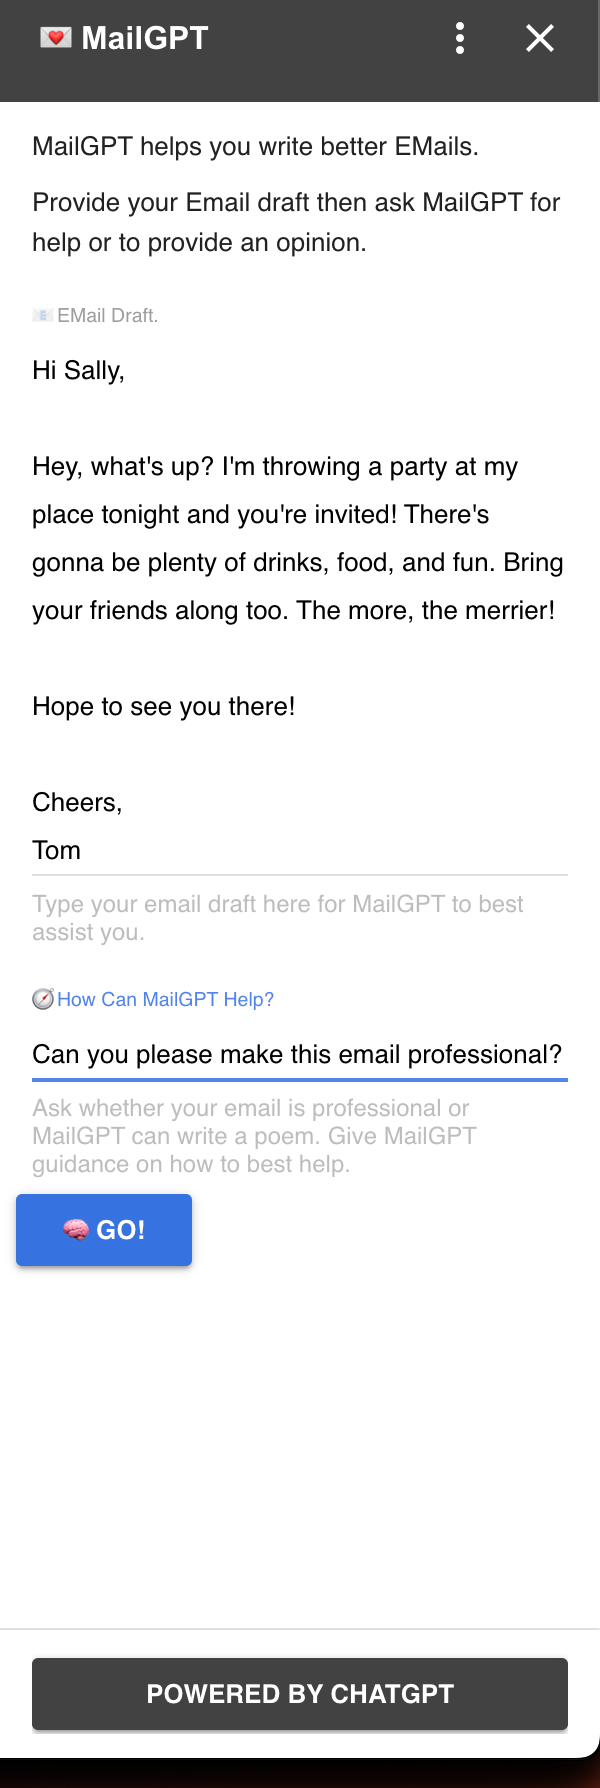 MailGPT
MailGPT helps you write better EMails.
Provide your Email draft then ask MailGPT for
help or to provide an opinion.
EMail Draft.
Hi Sally,
Hey, what's up? I'm throwing a party at my
place tonight and you're invited! There's
gonna be plenty of drinks, food, and fun. Bring
your friends along too. The more, the merrier!
Hope to see you there!
Cheers,
Tom
Type your email draft here for MailGPT to best
assist you.
How Can MailGPT Help?
Can you please make this email professional?
Ask whether your email is professional or
MailGPT can write a poem. Give MailGPT
guidance on how to best help.
GO!
POWERED BY CHATGPT